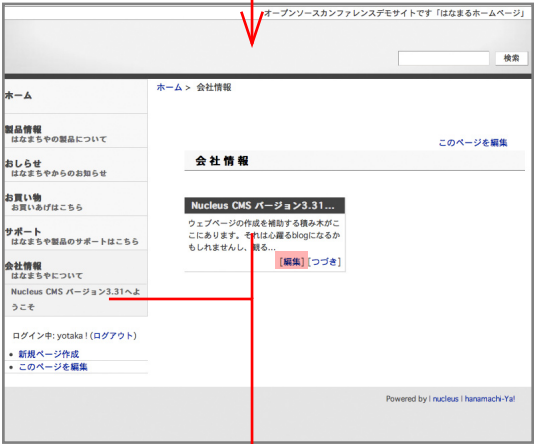 オープンソースカンファレンスデモサイトです「はなまるホームページ」
検索
ホーム
製品情報
はなまちやの製品について
おしらせ
はなまちやからのお知らせ
お買い物
お買いあげはこちら
サポート
はなまちや製品のサポートはこちら
会社情報
はなまちやについて
Nucleus CMS バージョン3.31へよ
うこそ
ログイン中: yotaka ! (ログアウト)
• 新規ページ作成
• このページを編集
ホーム > 会社情報
このページを編集
会社情報
Nucleus CMS バージョン3.31...
ウェブページの作成を補助する積み木がこ
こにあります。それは心躍るblogになるか
もしれませんし、観る...
[編集] [つづき]
Powered by | nucleus | hanamachi-Ya!